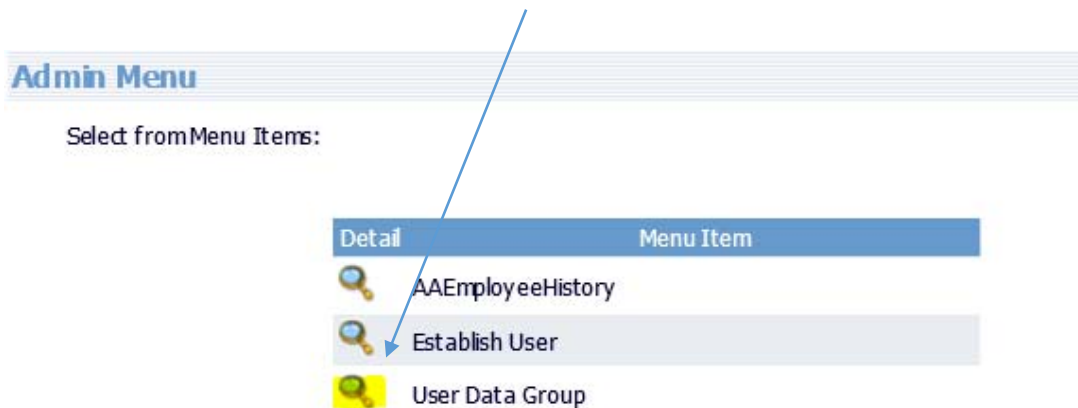 Admin Menu
Select from Menu Items:
Detail Menu Item
AAEmployeeHistory
Establish User
User Data Group